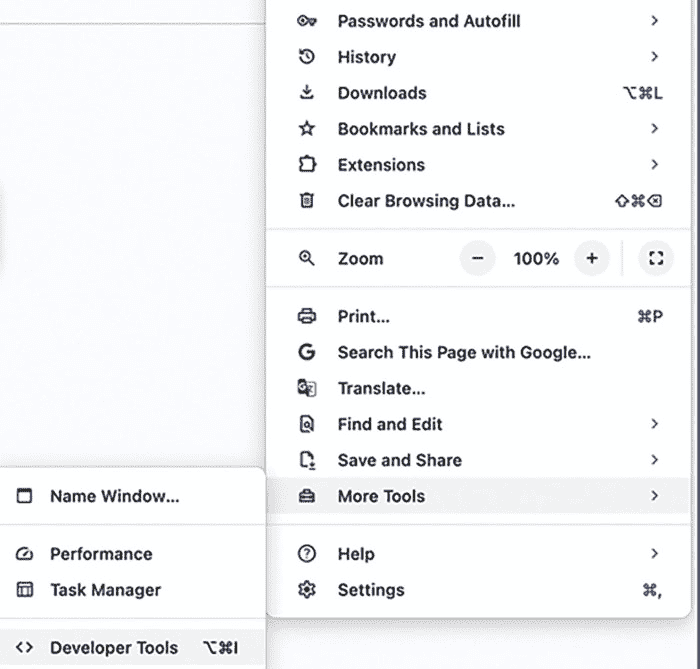 Passwords and Autofill
History
Downloads ⌥⌘L
Bookmarks and Lists
Extensions
Clear Browsing Data... ⇧⌘⌫
Zoom − 100% +
Print... ⌘P
Search This Page with Google...
Translate...
Find and Edit
Save and Share
More Tools
Help
Settings ⌘,
Name Window...
Performance
Task Manager
Developer Tools ⌥⌘I